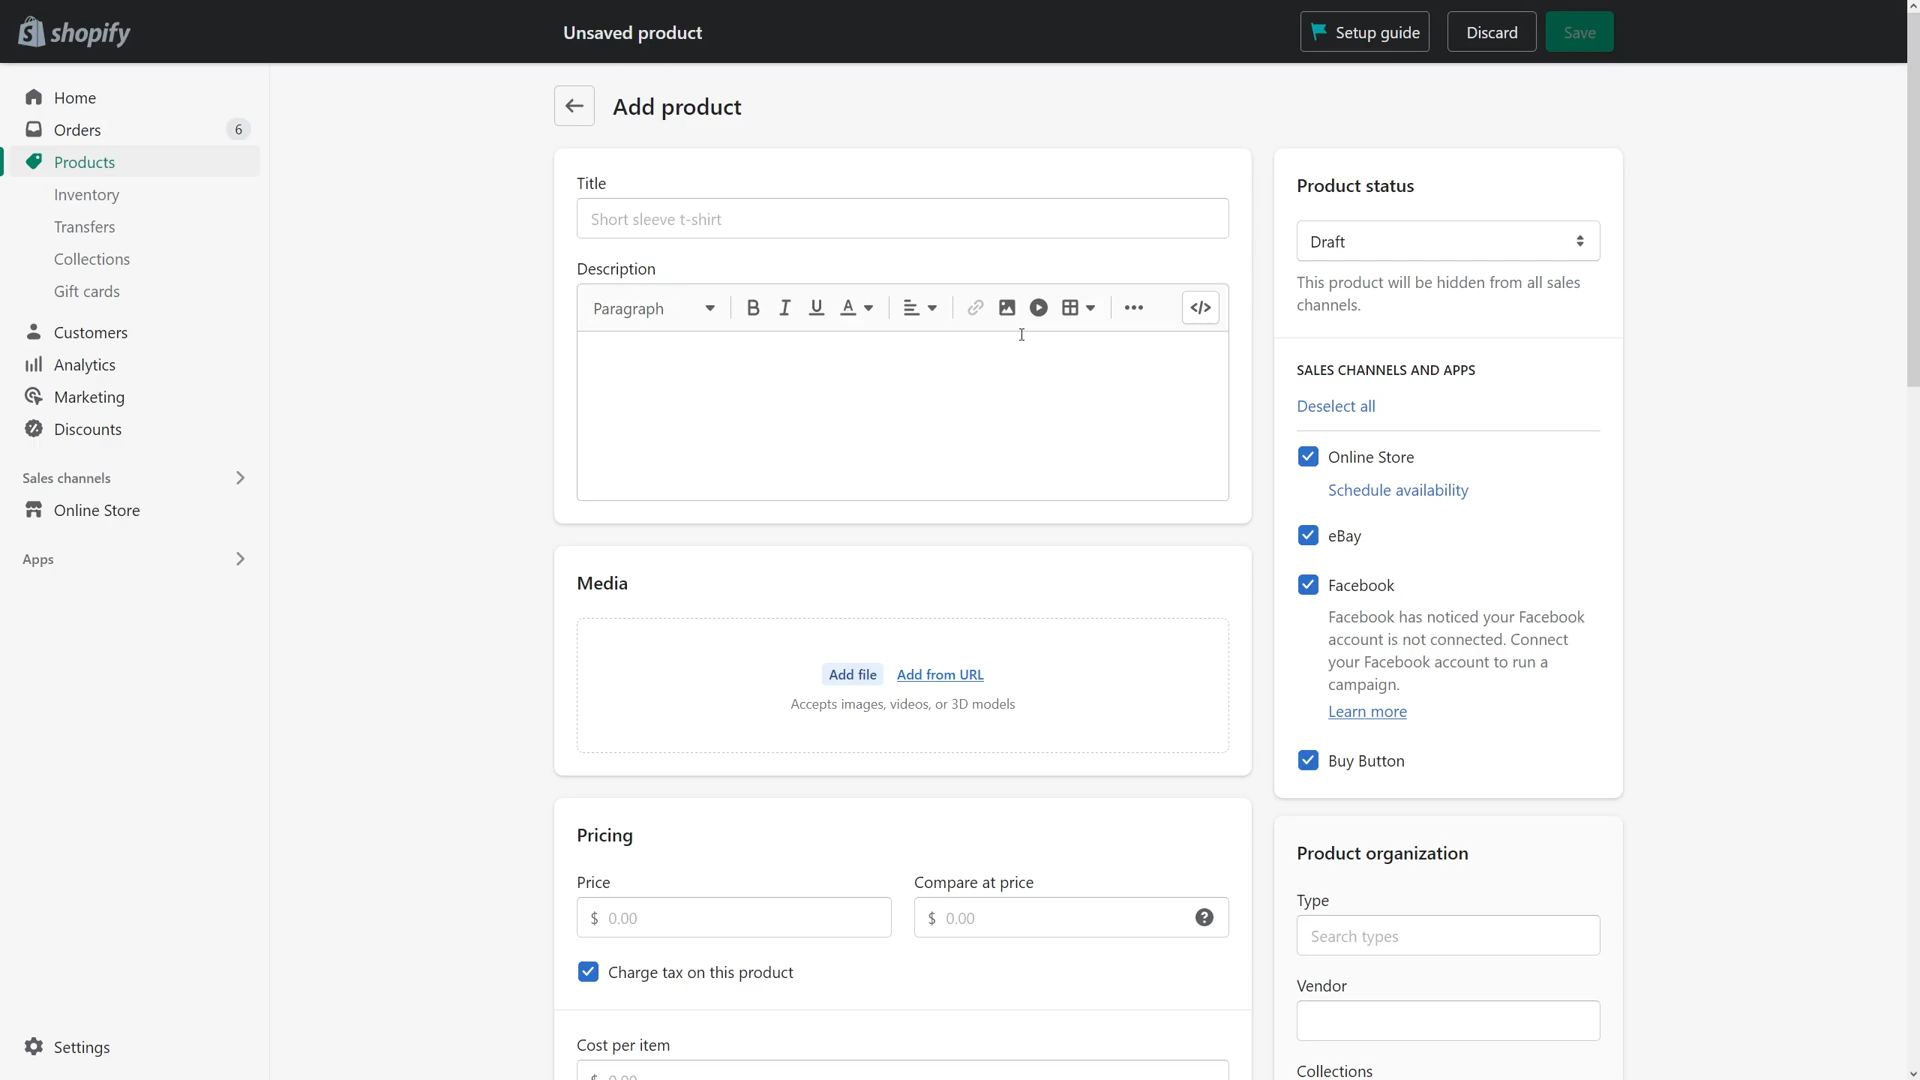 shopify
Unsaved product
Setup guide
Discard
Save
Home
Orders
6
Products
Inventory
Transfers
Collections
Gift cards
Customers
Analytics
Marketing
Discounts
Sales channels
Online Store
Apps
Settings
Add product
Title
Short sleeve t-shirt
Description
Paragraph
B I U A
</>
Media
Add file Add from URL
Accepts images, videos, or 3D models
Pricing
Price
$ 0.00
Compare at price
$ 0.00
?
Charge tax on this product
Cost per item
$ 0.00
Product status
Draft
This product will be hidden from all sales
channels.
SALES CHANNELS AND APPS
Deselect all
Online Store
Schedule availability
eBay
Facebook
Facebook has noticed your Facebook
account is not connected. Connect
your Facebook account to run a
campaign.
Learn more
Buy Button
Product organization
Type
Search types
Vendor
Collections